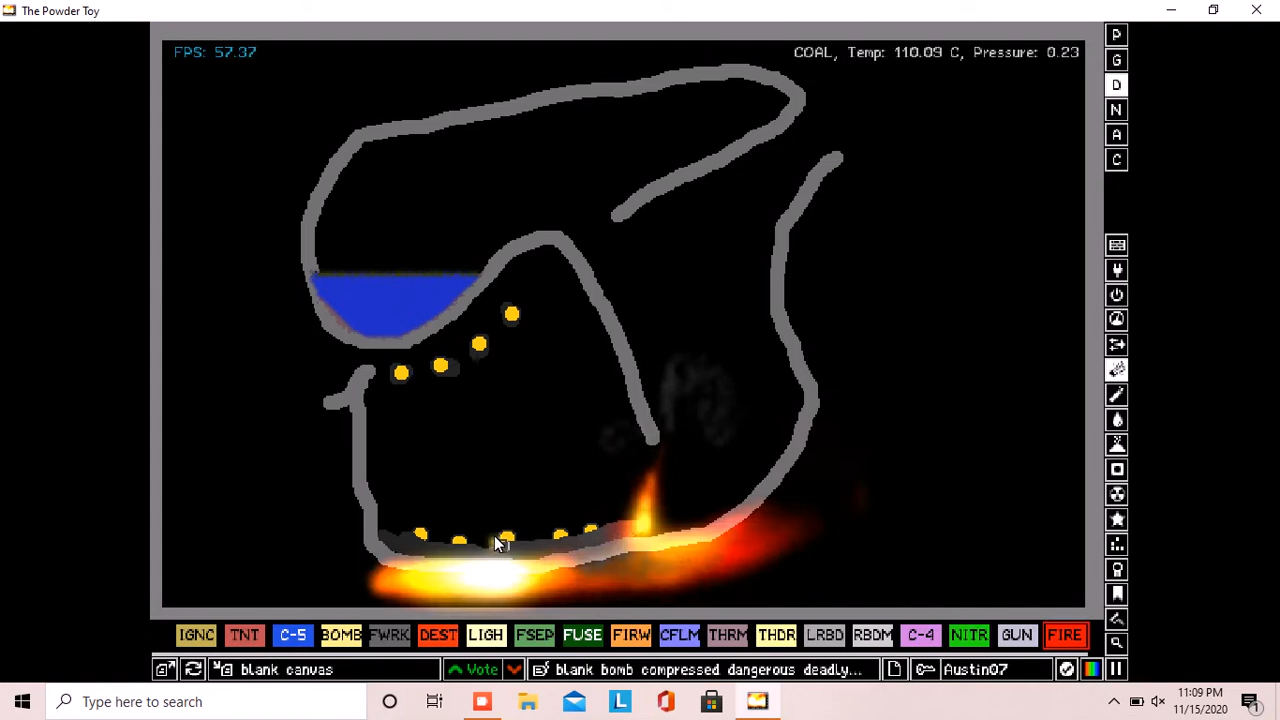 The Powder Toy
FPS: 57.37
COAL, Temp: 110.09 C, Pressure: 0.23
P
G
D
N
A
C
IGNC TNT C-5 BOMB FWRK DEST LIGH FSEP FUSE FIRW CFLM THRM THDR LRBD RBDM C-4 NITR GUN FIRE
blank canvas Vote blank bomb compressed dangerous deadly... Austin07
Type here to search
L
11:09 PM
11/15/2020
1